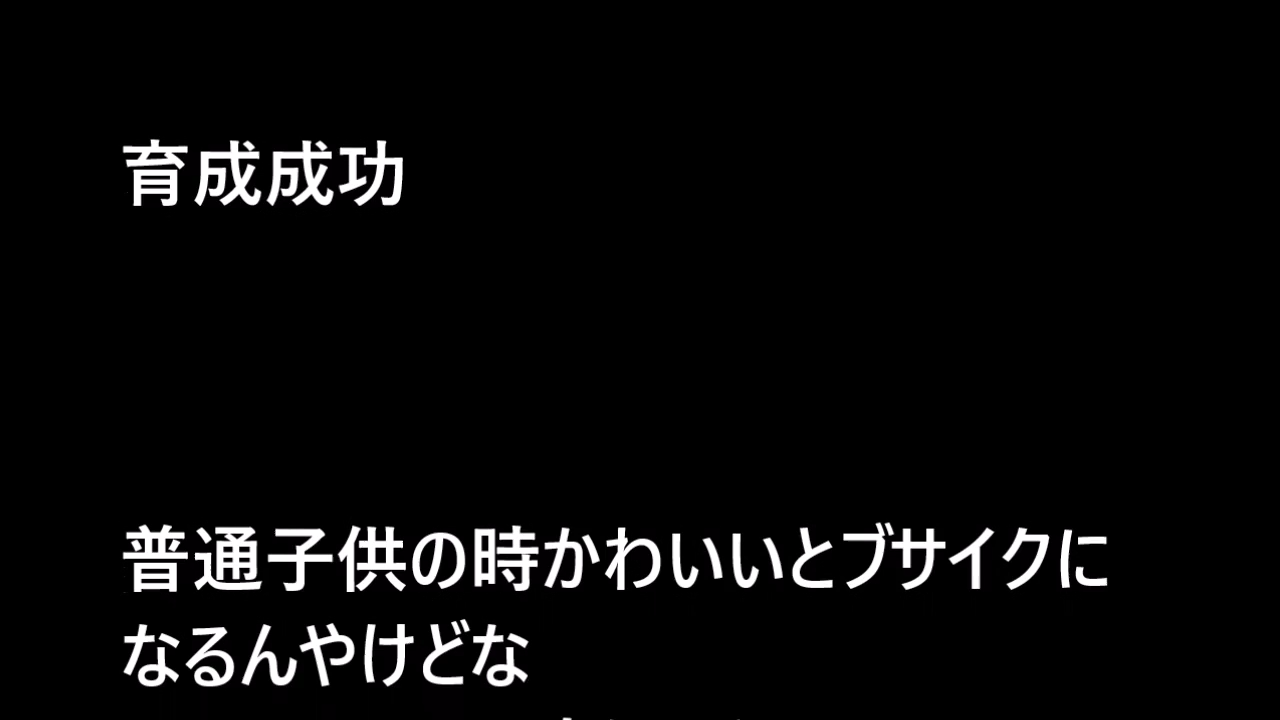 育成成功
普通子供の時かわいいとブサイクに
なるんやけどな